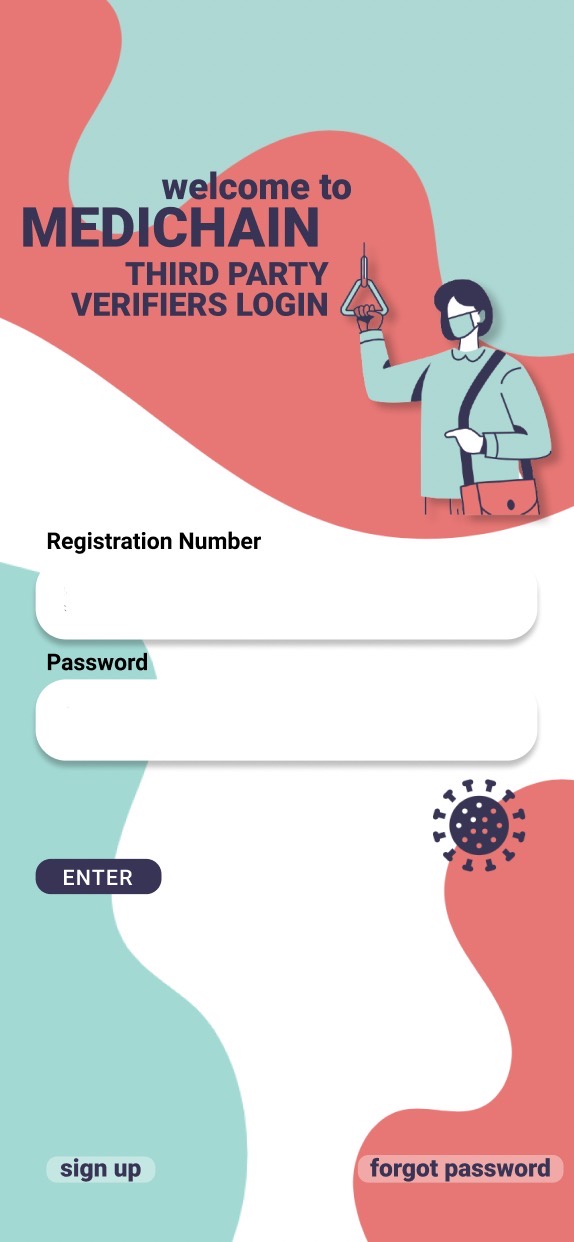 welcome to
MEDICHAIN
THIRD PARTY
VERIFIERS LOGIN
Registration Number
Password
ENTER
sign up
forgot password